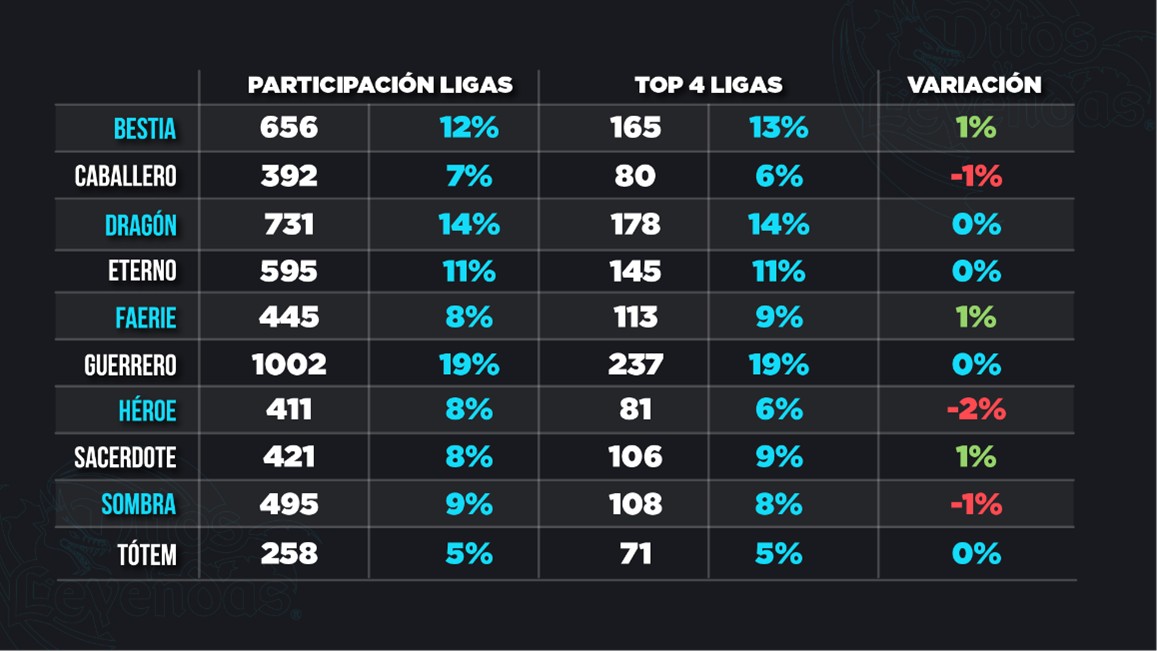 PARTICIPACIÓN LIGAS TOP 4 LIGAS VARIACIÓN
BESTIA 656 12% 165 13% 1%
CABALLERO 392 7% 80 6% -1%
DRAGÓN 731 14% 178 14% 0%
ETERNO 595 11% 145 11% 0%
FAERIE 445 8% 113 9% 1%
GUERRERO 1002 19% 237 19% 0%
HÉROE 411 8% 81 6% -2%
SACERDOTE 421 8% 106 9% 1%
SOMBRA 495 9% 108 8% -1%
TÓTEM 258 5% 71 5% 0%
Mitos
Leyendas
Leyendas